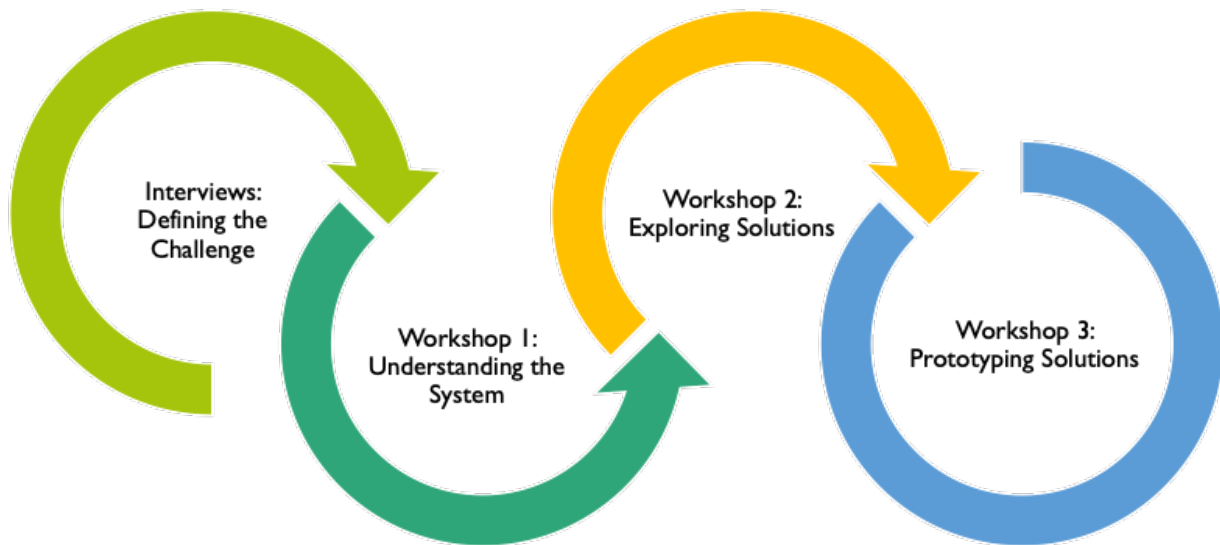 Interviews:
Defining the
Challenge
Workshop 1:
Understanding the
System
Workshop 2:
Exploring Solutions
Workshop 3:
Prototyping Solutions